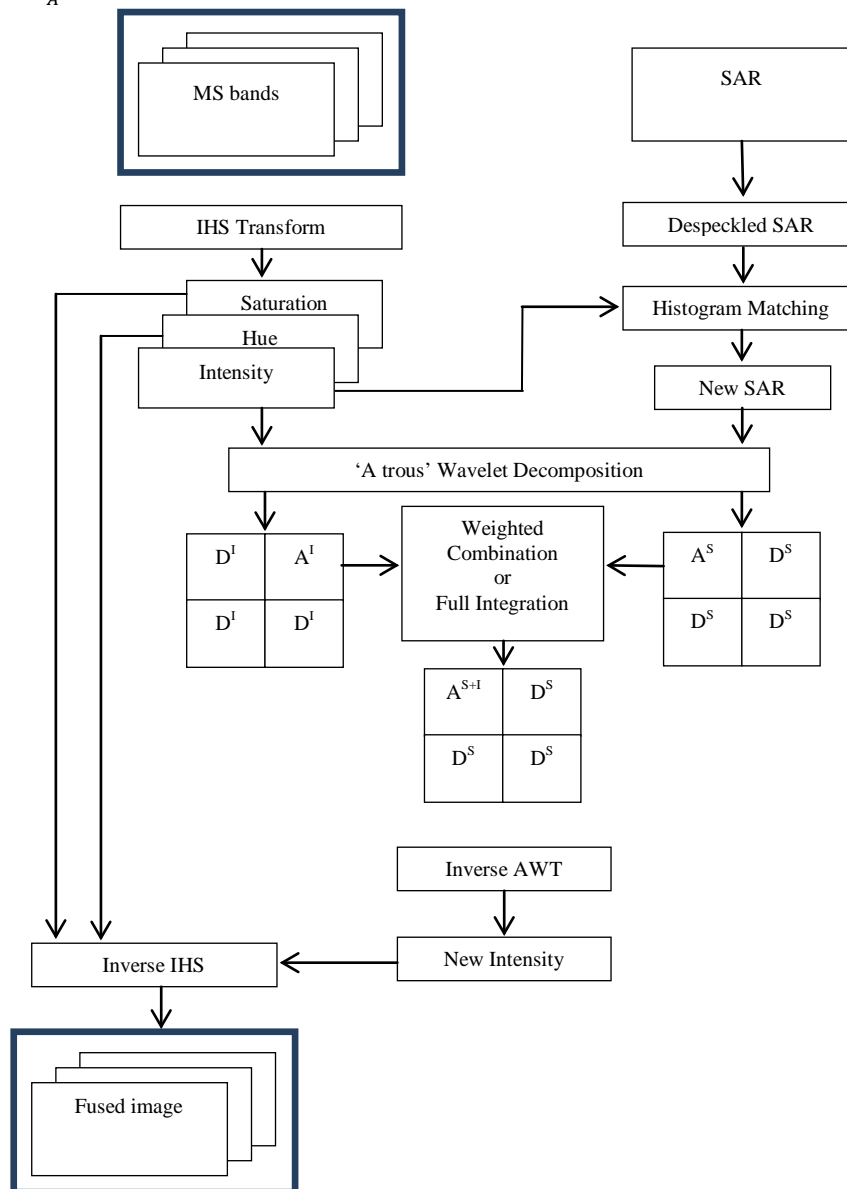 A
MS bands
SAR
IHS Transform
Despeckled SAR
Saturation
Histogram Matching
Hue
Intensity
New SAR
‘A trous’ Wavelet Decomposition
D^I A^I
D^I D^I
Weighted
Combination
or
Full Integration
A^S D^S
D^S D^S
A^{S+I} D^S
D^S D^S
Inverse AWT
Inverse IHS
New Intensity
Fused image